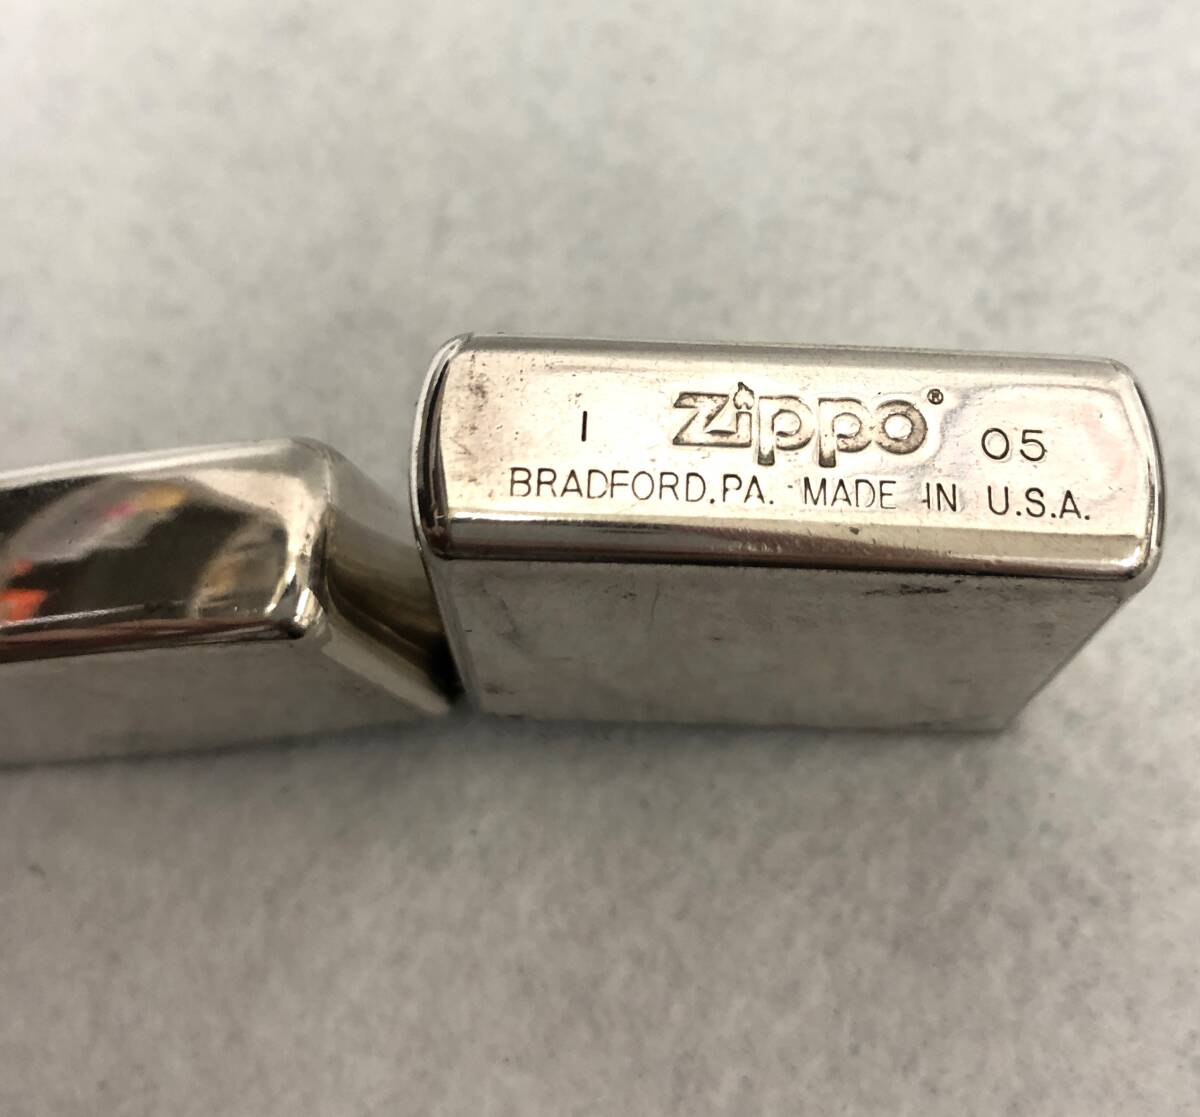 I Zippo® 05
BRADFORD, PA. MADE IN U.S.A.